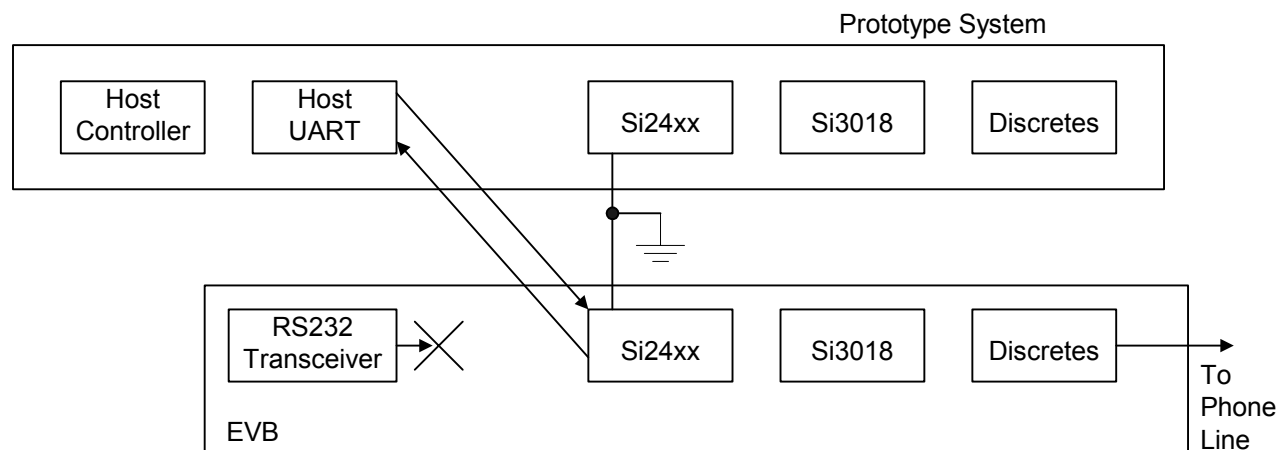 Prototype System
Host
Controller
Host
UART
Si24xx
Si3018
Discretes
RS232
Transceiver
Si24xx
Si3018
Discretes
To
Phone
Line
EVB